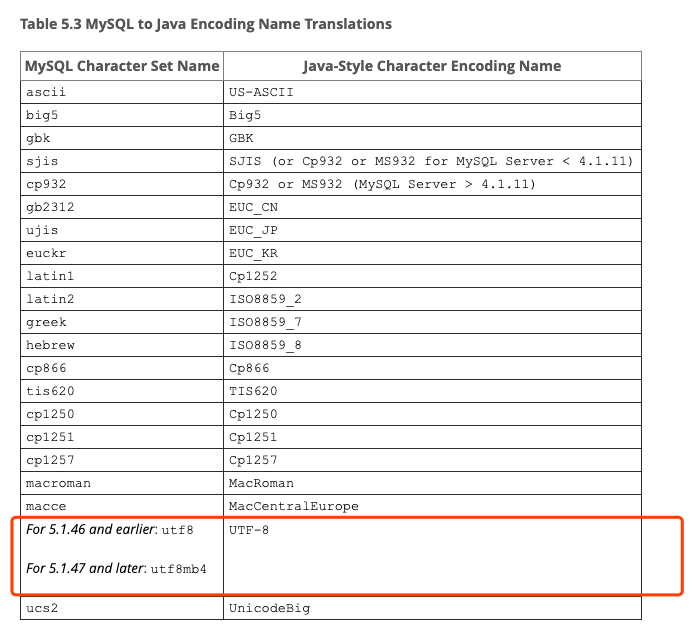 Table 5.3 MySQL to Java Encoding Name Translations
MySQL Character Set Name Java-Style Character Encoding Name
ascii US-ASCII
big5 Big5
gbk GBK
sjis SJIS (or Cp932 or MS932 for MySQL Server < 4.1.11)
cp932 Cp932 or MS932 (MySQL Server > 4.1.11)
gb2312 EUC_CN
ujis EUC_JP
euckr EUC_KR
latin1 Cp1252
latin2 ISO8859_2
greek ISO8859_7
hebrew ISO8859_8
cp866 Cp866
tis620 TIS620
cp1250 Cp1250
cp1251 Cp1251
cp1257 Cp1257
macroman MacRoman
macce MacCentralEurope
For 5.1.46 and earlier: utf8 UTF-8
For 5.1.47 and later: utf8mb4
ucs2 UnicodeBig